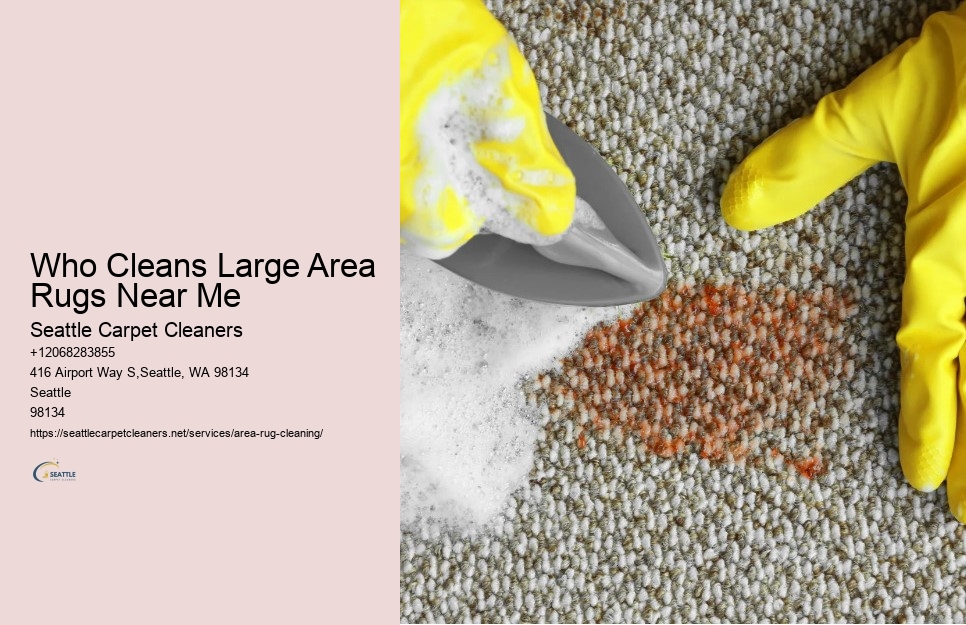 Who Cleans Large Area
Rugs Near Me
Seattle Carpet Cleaners
+12068283855
416 Airport Way S,Seattle, WA 98134
Seattle
98134
https://seattlecarpetcleaners.net/services/area-rug-cleaning/
SEATTLE